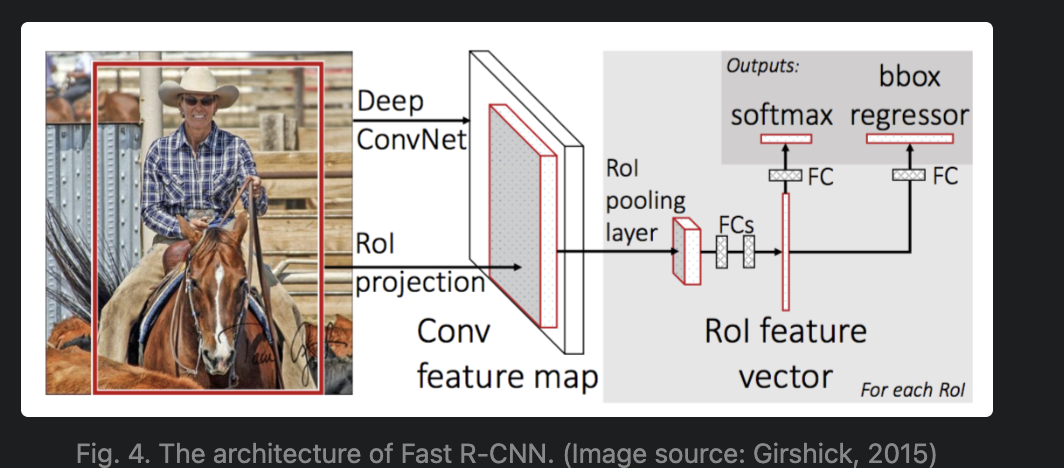 Outputs:
bbox
softmax regressor
Deep
ConvNet
RoI
pooling
layer
FC
FC
FCs
RoI
projection
Conv
feature map
RoI feature
vector
For each RoI
Fig. 4. The architecture of Fast R-CNN. (Image source: Girshick, 2015)